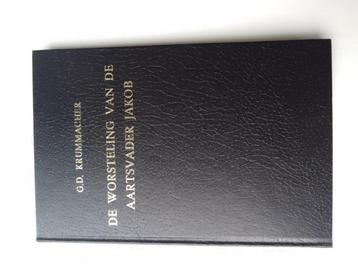 G.D. KRUMMACHER
DE WORSTELING VAN DE
AARTSVADER JAKOB